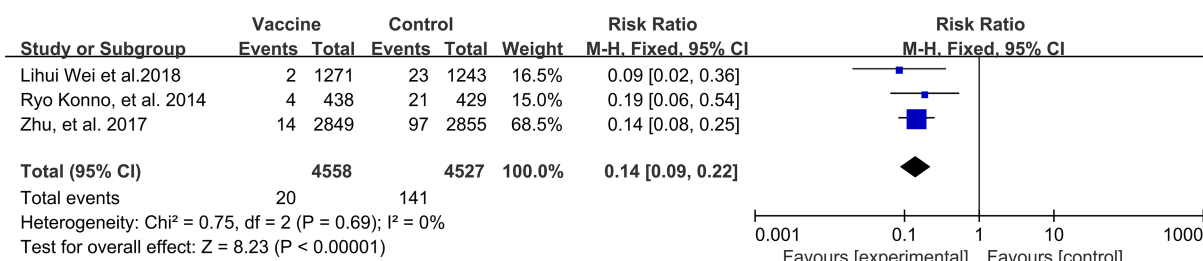 Vaccine Control Risk Ratio Risk Ratio
Study or Subgroup Events Total Events Total Weight M-H, Fixed, 95% CI M-H, Fixed, 95% CI
Lihui Wei et al.2018 2 1271 23 1243 16.5% 0.09 [0.02, 0.36]
Ryo Konno, et al. 2014 4 438 21 429 15.0% 0.19 [0.06, 0.54]
Zhu, et al. 2017 14 2849 97 2855 68.5% 0.14 [0.08, 0.25]
Total (95% CI) 4558 4527 100.0% 0.14 [0.09, 0.22]
Total events 20 141
Heterogeneity: Chi² = 0.75, df = 2 (P = 0.69); I² = 0%
Test for overall effect: Z = 8.23 (P < 0.00001)
0.001 0.1 1 10 1000
Favours [experimental] Favours [control]